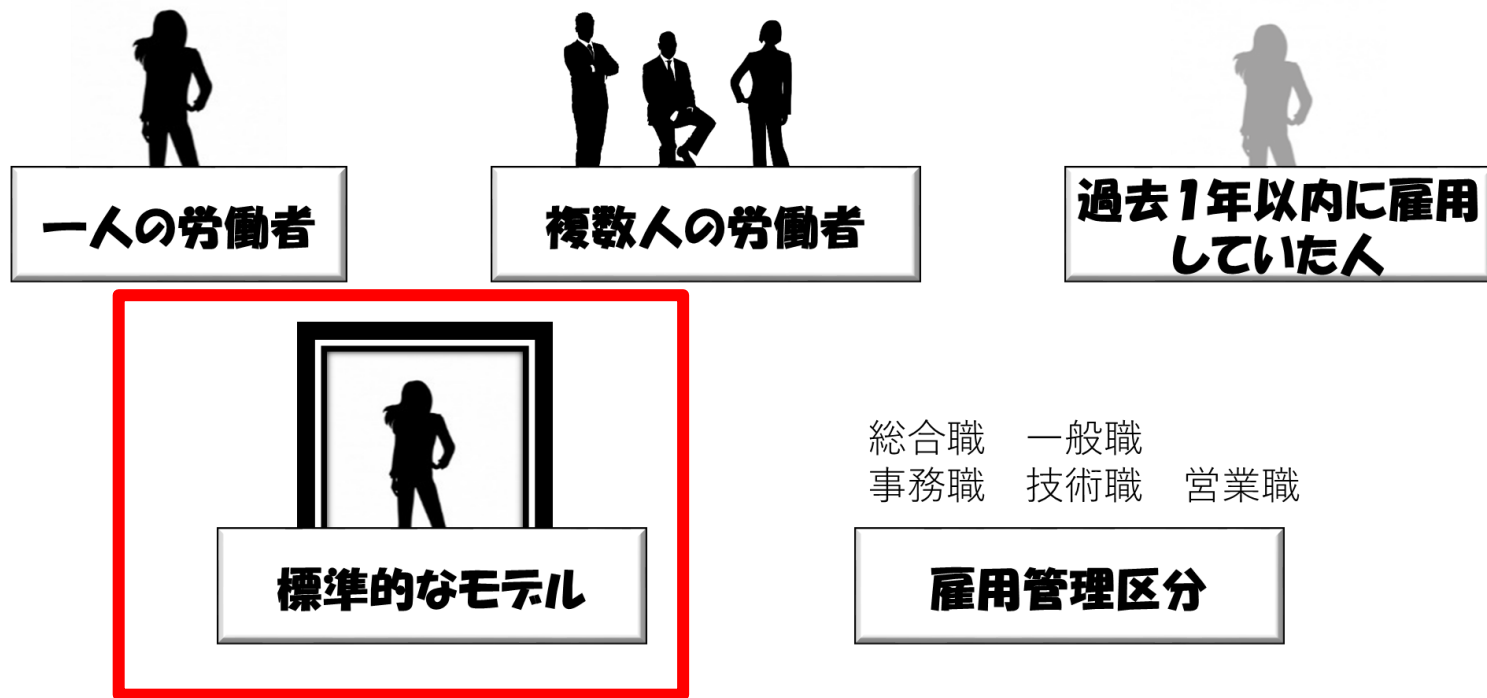 一人の労働者
複数人の労働者
過去1年以内に雇用
していた人
総合職　一般職
事務職　技術職　営業職
標準的なモデル
雇用管理区分